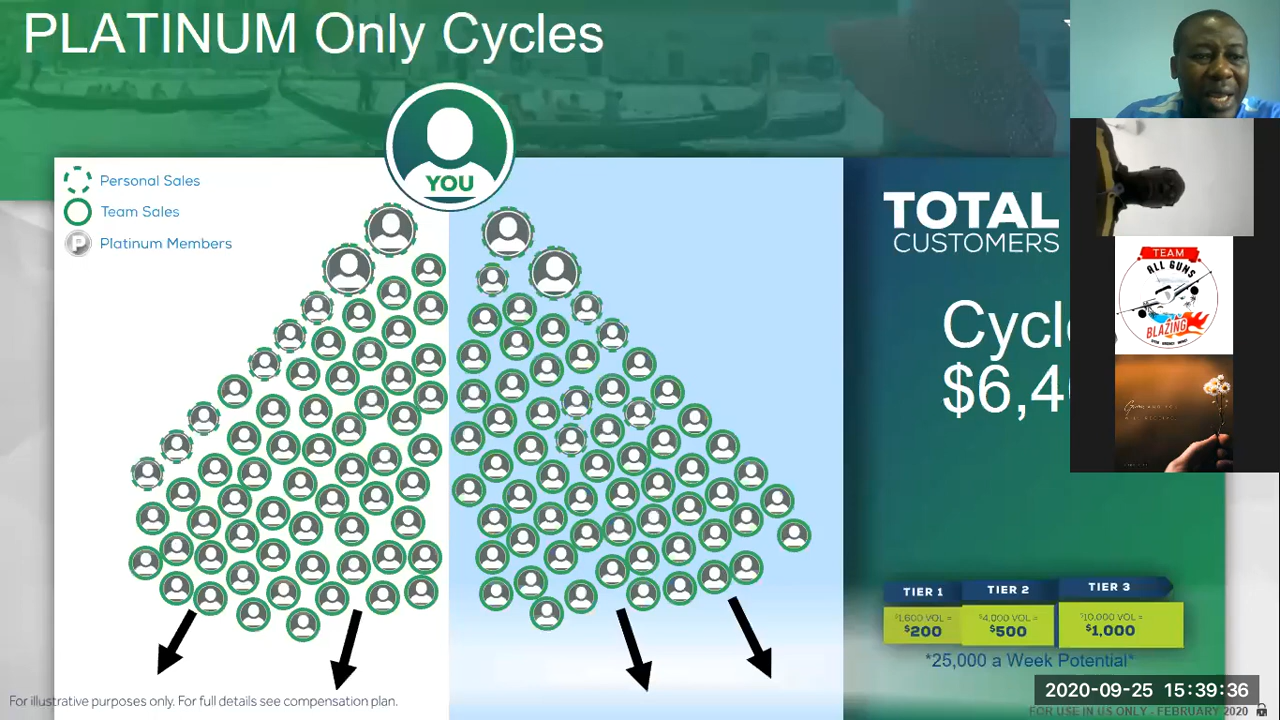 PLATINUM Only Cycles
YOU
Personal Sales
Team Sales
Platinum Members
TOTAL
CUSTOMERS
Cycl
$6,4
TEAM
ALL GUNS
BLAZING
TIER 1
TIER 2
TIER 3
$1,600 VOL =
$200
$4,000 VOL =
$500
$10,000 VOL =
$1,000
*25,000 a Week Potential*
For illustrative purposes only. For full details see compensation plan.
2020-09-25 15:39:36
FOR USE IN US ONLY - FEBRUARY 2020